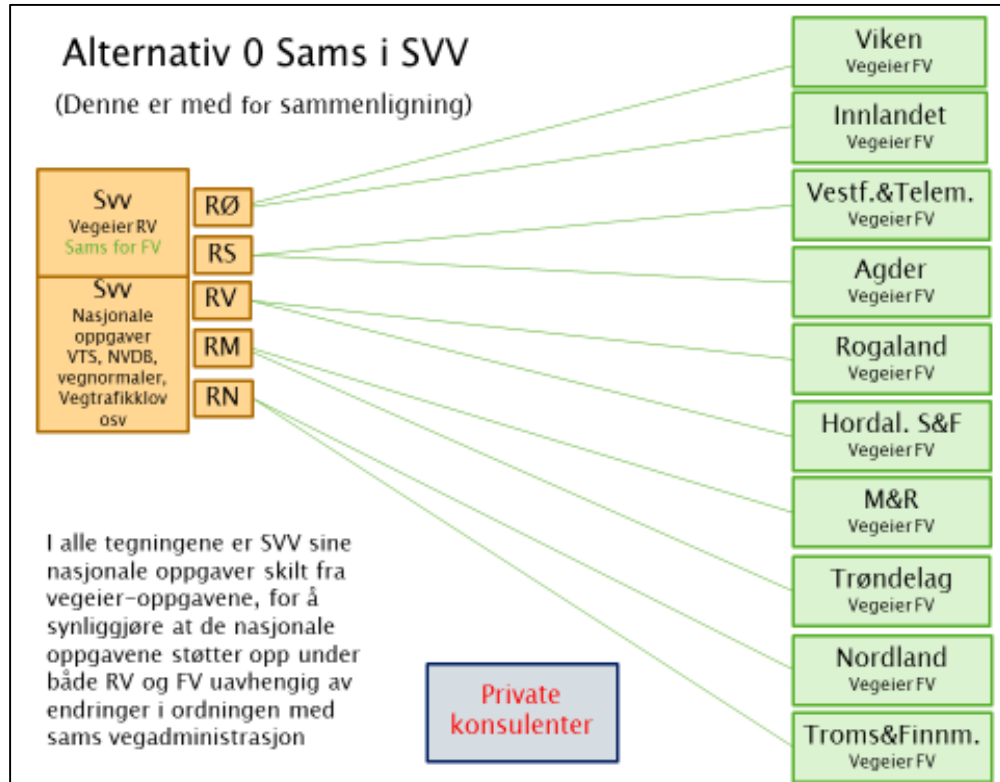 Alternativ 0 Sams i SVV
(Denne er med for sammenligning)
Svv
Vegeier RV
Sams for FV
Svv
Nasjonale
oppgaver
VTS, NVDB,
vegnormaler,
Vegtrafikklov
osv
RØ
RS
RV
RM
RN
Viken
Vegeier FV
Innlandet
Vegeier FV
Vestf.&Telem.
Vegeier FV
Agder
Vegeier FV
Rogaland
Vegeier FV
Hordal. S&F
Vegeier FV
M&R
Vegeier FV
Trøndelag
Vegeier FV
Nordland
Vegeier FV
Troms&Finnm.
Vegeier FV
I alle tegningene er SVV sine
nasjonale oppgaver skilt fra
vegeier-oppgavene, for å
synliggjøre at de nasjonale
oppgavene støtter opp under
både RV og FV uavhengig av
endringer i ordningen med
sams vegadministrasjon
Private
konsulenter